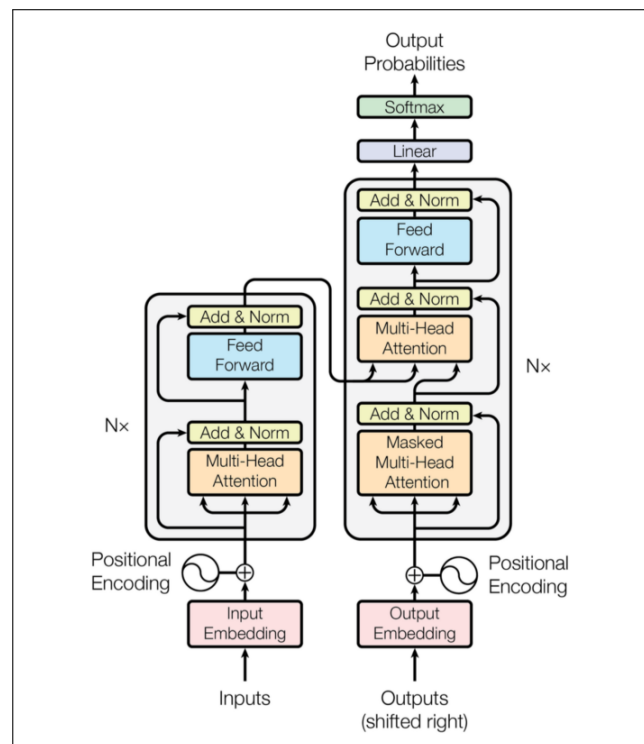 Output
Probabilities
Softmax
Linear
Add & Norm
Feed
Forward
Add & Norm
Multi-Head
Attention
Add & Norm
Masked
Multi-Head
Attention
N×
Positional
Encoding
Output
Embedding
Outputs
(shifted right)
Add & Norm
Feed
Forward
Add & Norm
Multi-Head
Attention
N×
Positional
Encoding
Input
Embedding
Inputs